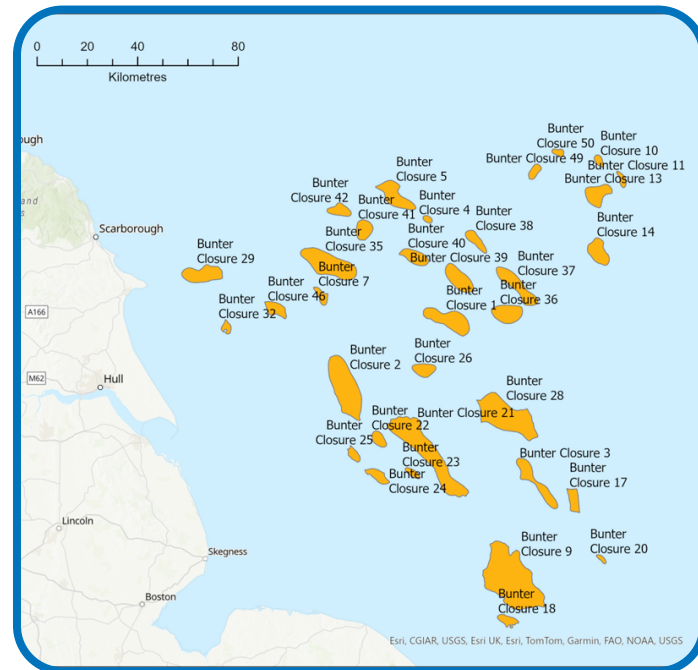 0 20 40 80
Kilometres
ough
and
Scarborough
A166
M62
Hull
Lincoln
Skegness
Boston
Bunter
Closure 50
Bunter
Closure 10
Bunter Closure 49
Bunter Closure 11
Bunter
Closure 13
Bunter
Closure 5
Bunter
Closure 42
Bunter
Closure 41
Bunter
Closure 4
Bunter
Closure 38
Bunter
Closure 14
Bunter
Closure 35
Bunter
Closure 40
Bunter Closure 39
Bunter
Closure 37
Bunter
Closure 29
Bunter
Closure 7
Bunter
Closure 46
Bunter
Closure 36
Bunter
Closure 1
Bunter
Closure 32
Bunter
Closure 2
Bunter
Closure 26
Bunter
Closure 28
Bunter
Closure 22
Bunter Closure 21
Bunter
Closure 25
Bunter
Closure 23
Bunter
Closure 24
Bunter Closure 3
Bunter
Closure 17
Bunter
Closure 9
Bunter
Closure 20
Bunter
Closure 18
Esri, CGIAR, USGS, Esri UK, Esri, TomTom, Garmin, FAO, NOAA, USGS